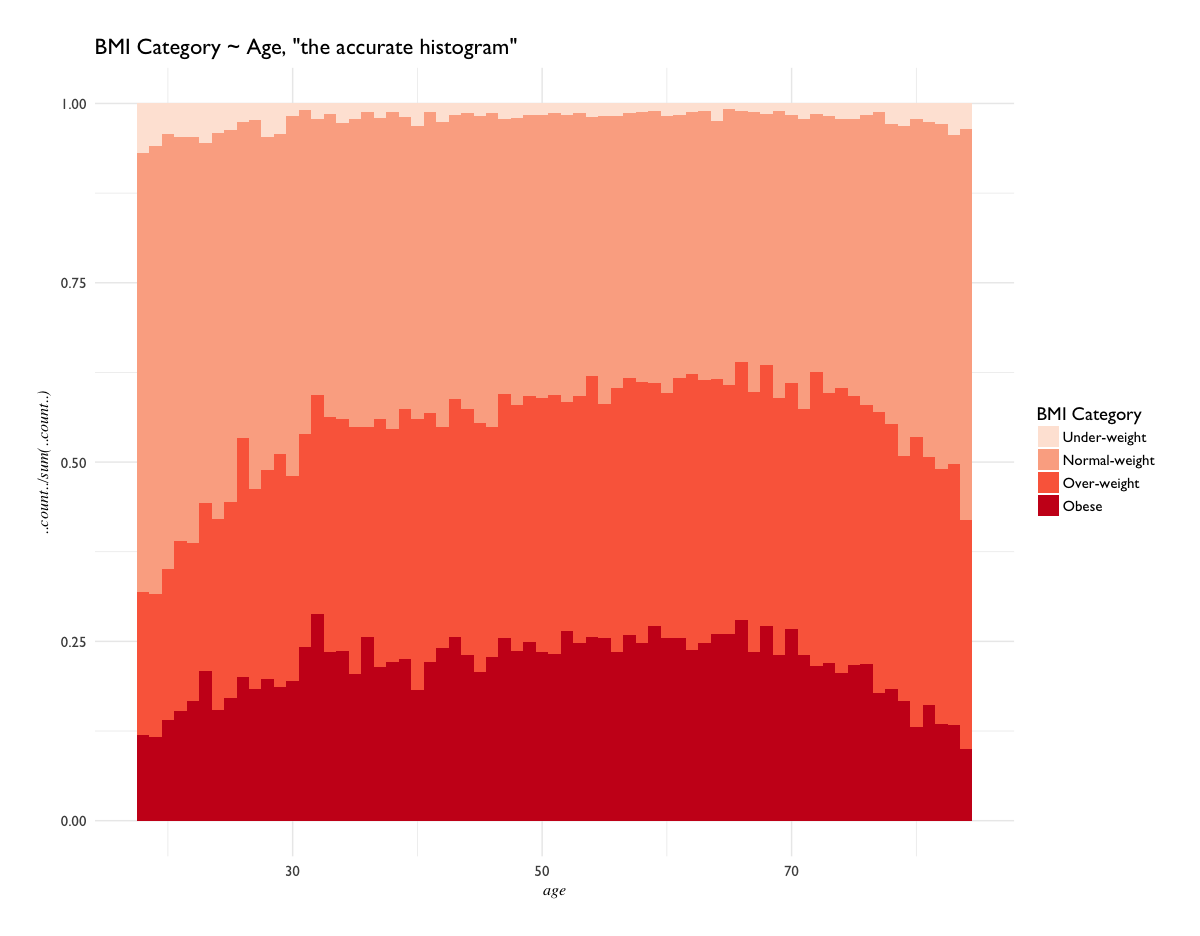 BMI Category ~ Age, "the accurate histogram"
1.00
0.75
0.50
0.25
0.00
..count../sum(..count..)
30
50
70
age
BMI Category
Under-weight
Normal-weight
Over-weight
Obese